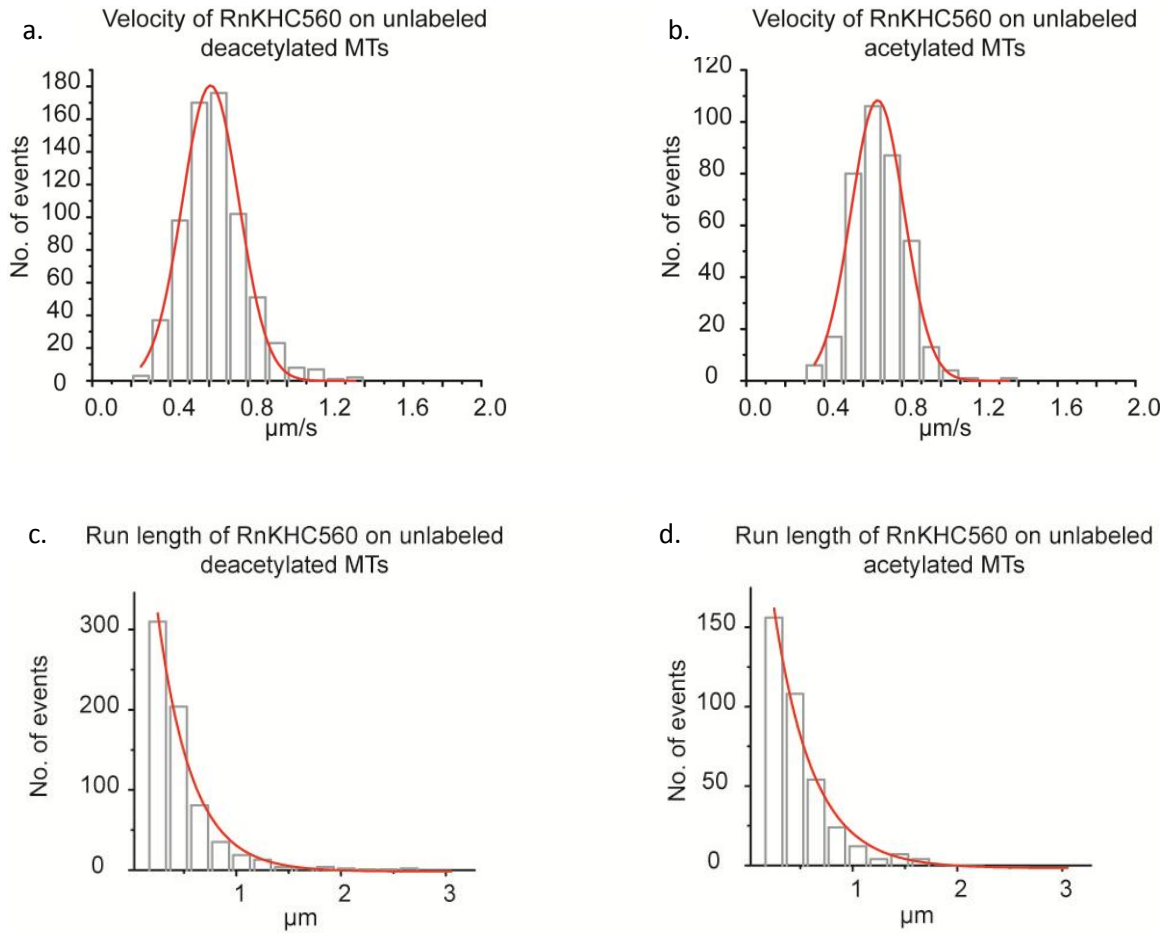 a.
Velocity of RnKHC560 on unlabeled
deacetylated MTs
No. of events
180
160
140
120
100
80
60
40
20
0
0.0 0.4 0.8 1.2 1.6 2.0
µm/s
b.
Velocity of RnKHC560 on unlabeled
acetylated MTs
No. of events
120
100
80
60
40
20
0
0.0 0.4 0.8 1.2 1.6 2.0
µm/s
c.
Run length of RnKHC560 on unlabeled
deacetylated MTs
No. of events
300
200
100
0
1 2 3
µm
d.
Run length of RnKHC560 on unlabeled
acetylated MTs
No. of events
150
100
50
0
1 2 3
µm